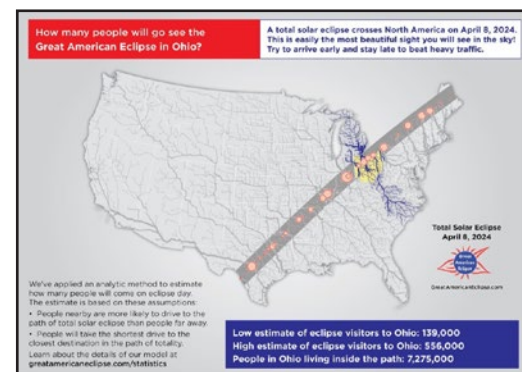 How many people will go see the
Great American Eclipse in Ohio?
A total solar eclipse crosses North America on April 8, 2024.
This is easily the most beautiful sight you will see in the sky!
Try to arrive early and stay late to beat heavy traffic.
Total Solar Eclipse
April 8, 2024
Great
American
Eclipse
GreatAmericanEclipse.com
We've applied an analytic method to estimate
how many people will come on eclipse day.
The estimate is based on these assumptions:
• People nearby are more likely to drive to the
path of total solar eclipse than people far away.
• People will take the shortest drive to the
closest destination in the path of totality.
Learn about the details of our model at
greatamericaneclipse.com/statistics
Low estimate of eclipse visitors to Ohio: 139,000
High estimate of eclipse visitors to Ohio: 556,000
People in Ohio living inside the path: 7,275,000